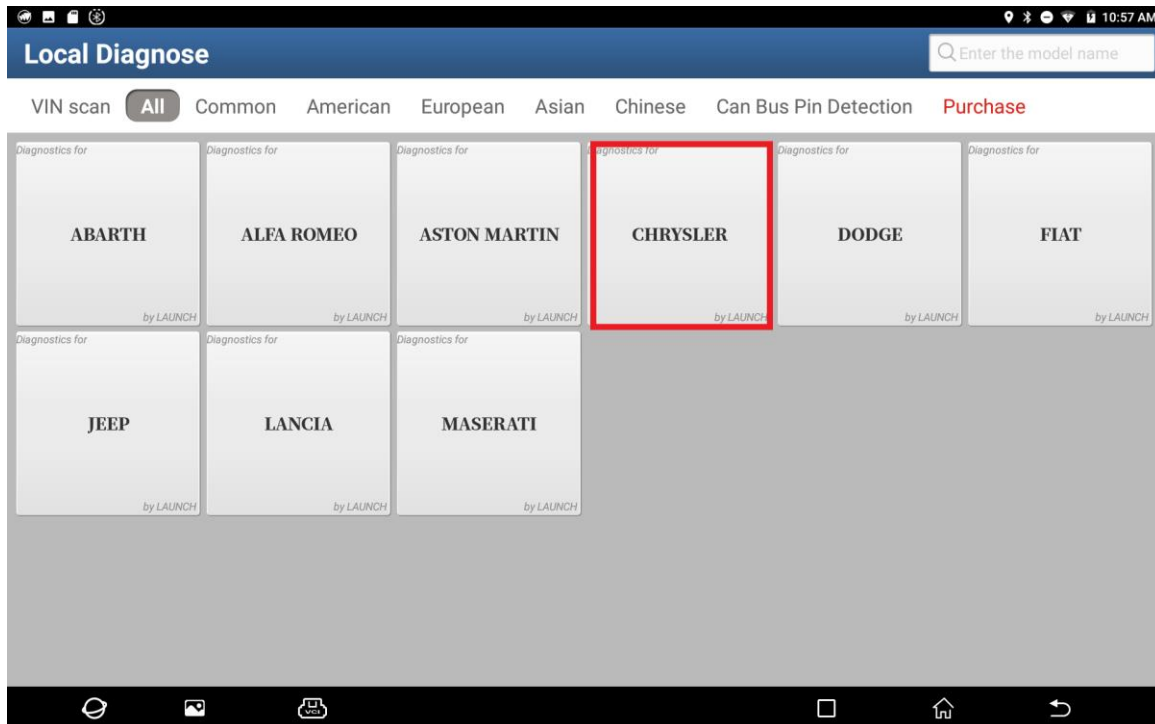 10:57 AM
Local Diagnose
Enter the model name
VIN scan All Common American European Asian Chinese Can Bus Pin Detection Purchase
Diagnostics for Diagnostics for Diagnostics for Diagnostics for Diagnostics for Diagnostics for
ABARTH ALFA ROMEO ASTON MARTIN CHRYSLER DODGE FIAT
by LAUNCH by LAUNCH by LAUNCH by LAUNCH by LAUNCH by LAUNCH
Diagnostics for Diagnostics for Diagnostics for
JEEP LANCIA MASERATI
by LAUNCH by LAUNCH by LAUNCH
VCI